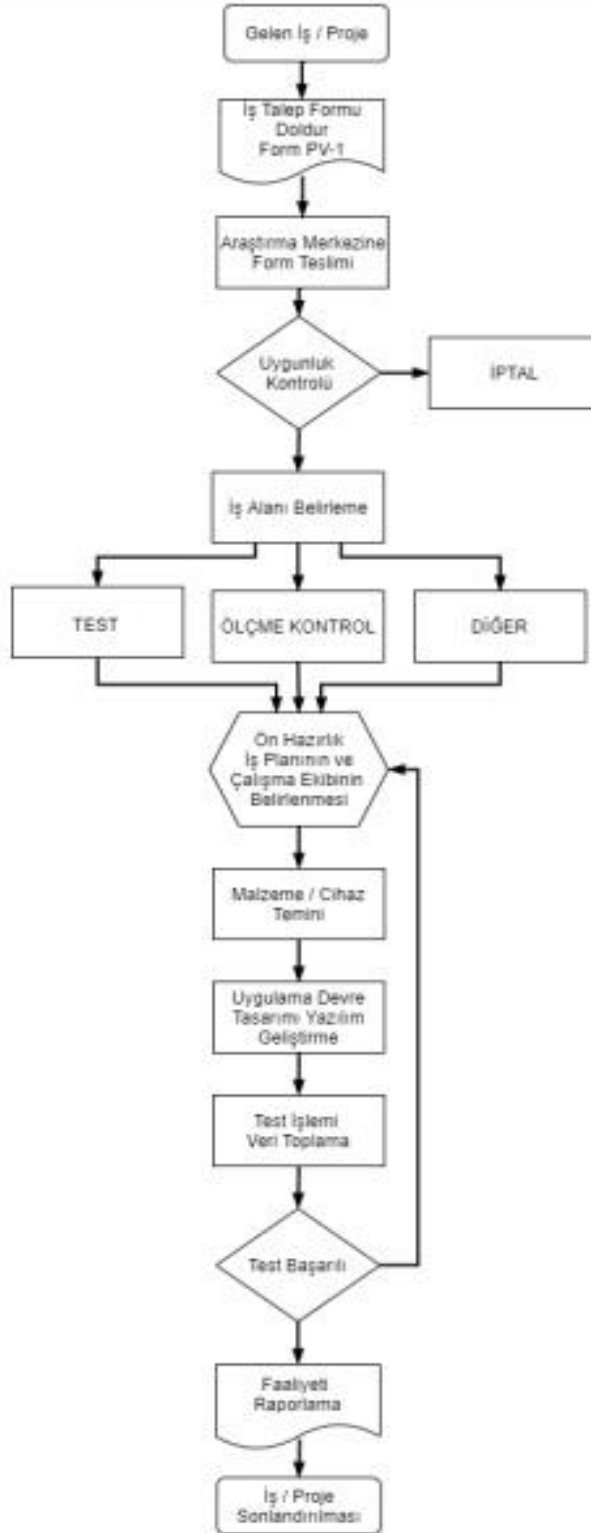 Gelen İş / Proje
İş Talep Formu
Doldur
Form PV-1
Araştırma Merkezine
Form Teslimi
Uygunluk
Kontrolü
İPTAL
İş Alanı Belirleme
TEST
ÖLÇME KONTROL
DİĞER
Ön Hazırlık
İş Planının ve
Çalışma Ekibinin
Belirlenmesi
Malzeme / Cihaz
Temini
Uygulama Devre
Tasarımı Yazılım
Geliştirme
Test İşlemi
Veri Toplama
Test Başarılı
Faaliyeti
Raporlama
İş / Proje
Sonlandırılması